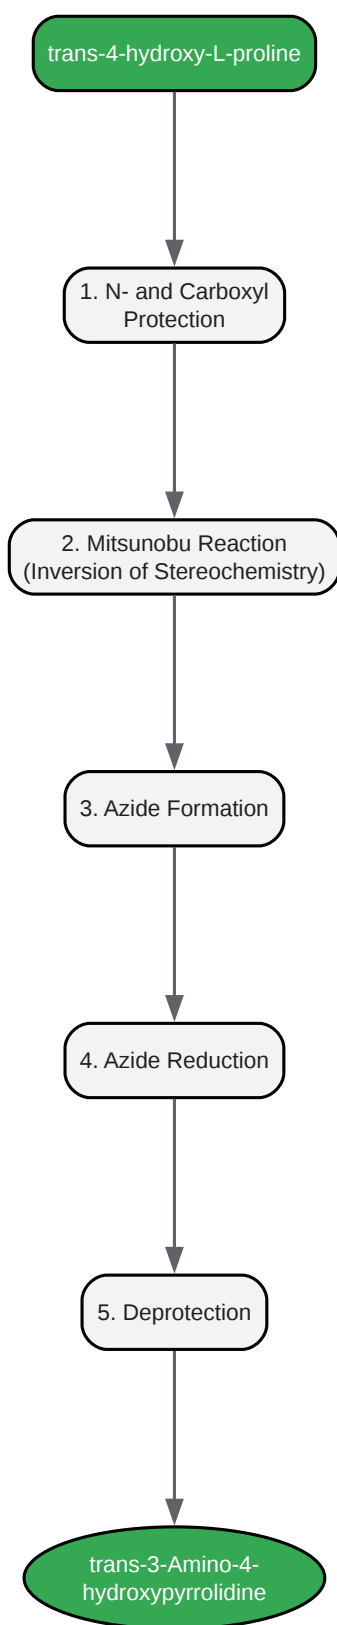 trans-4-hydroxy-L-proline
1. N- and Carboxyl
Protection
2. Mitsunobu Reaction
(Inversion of Stereochemistry)
3. Azide Formation
4. Azide Reduction
5. Deprotection
trans-3-Amino-4-
hydroxypyrrolidine